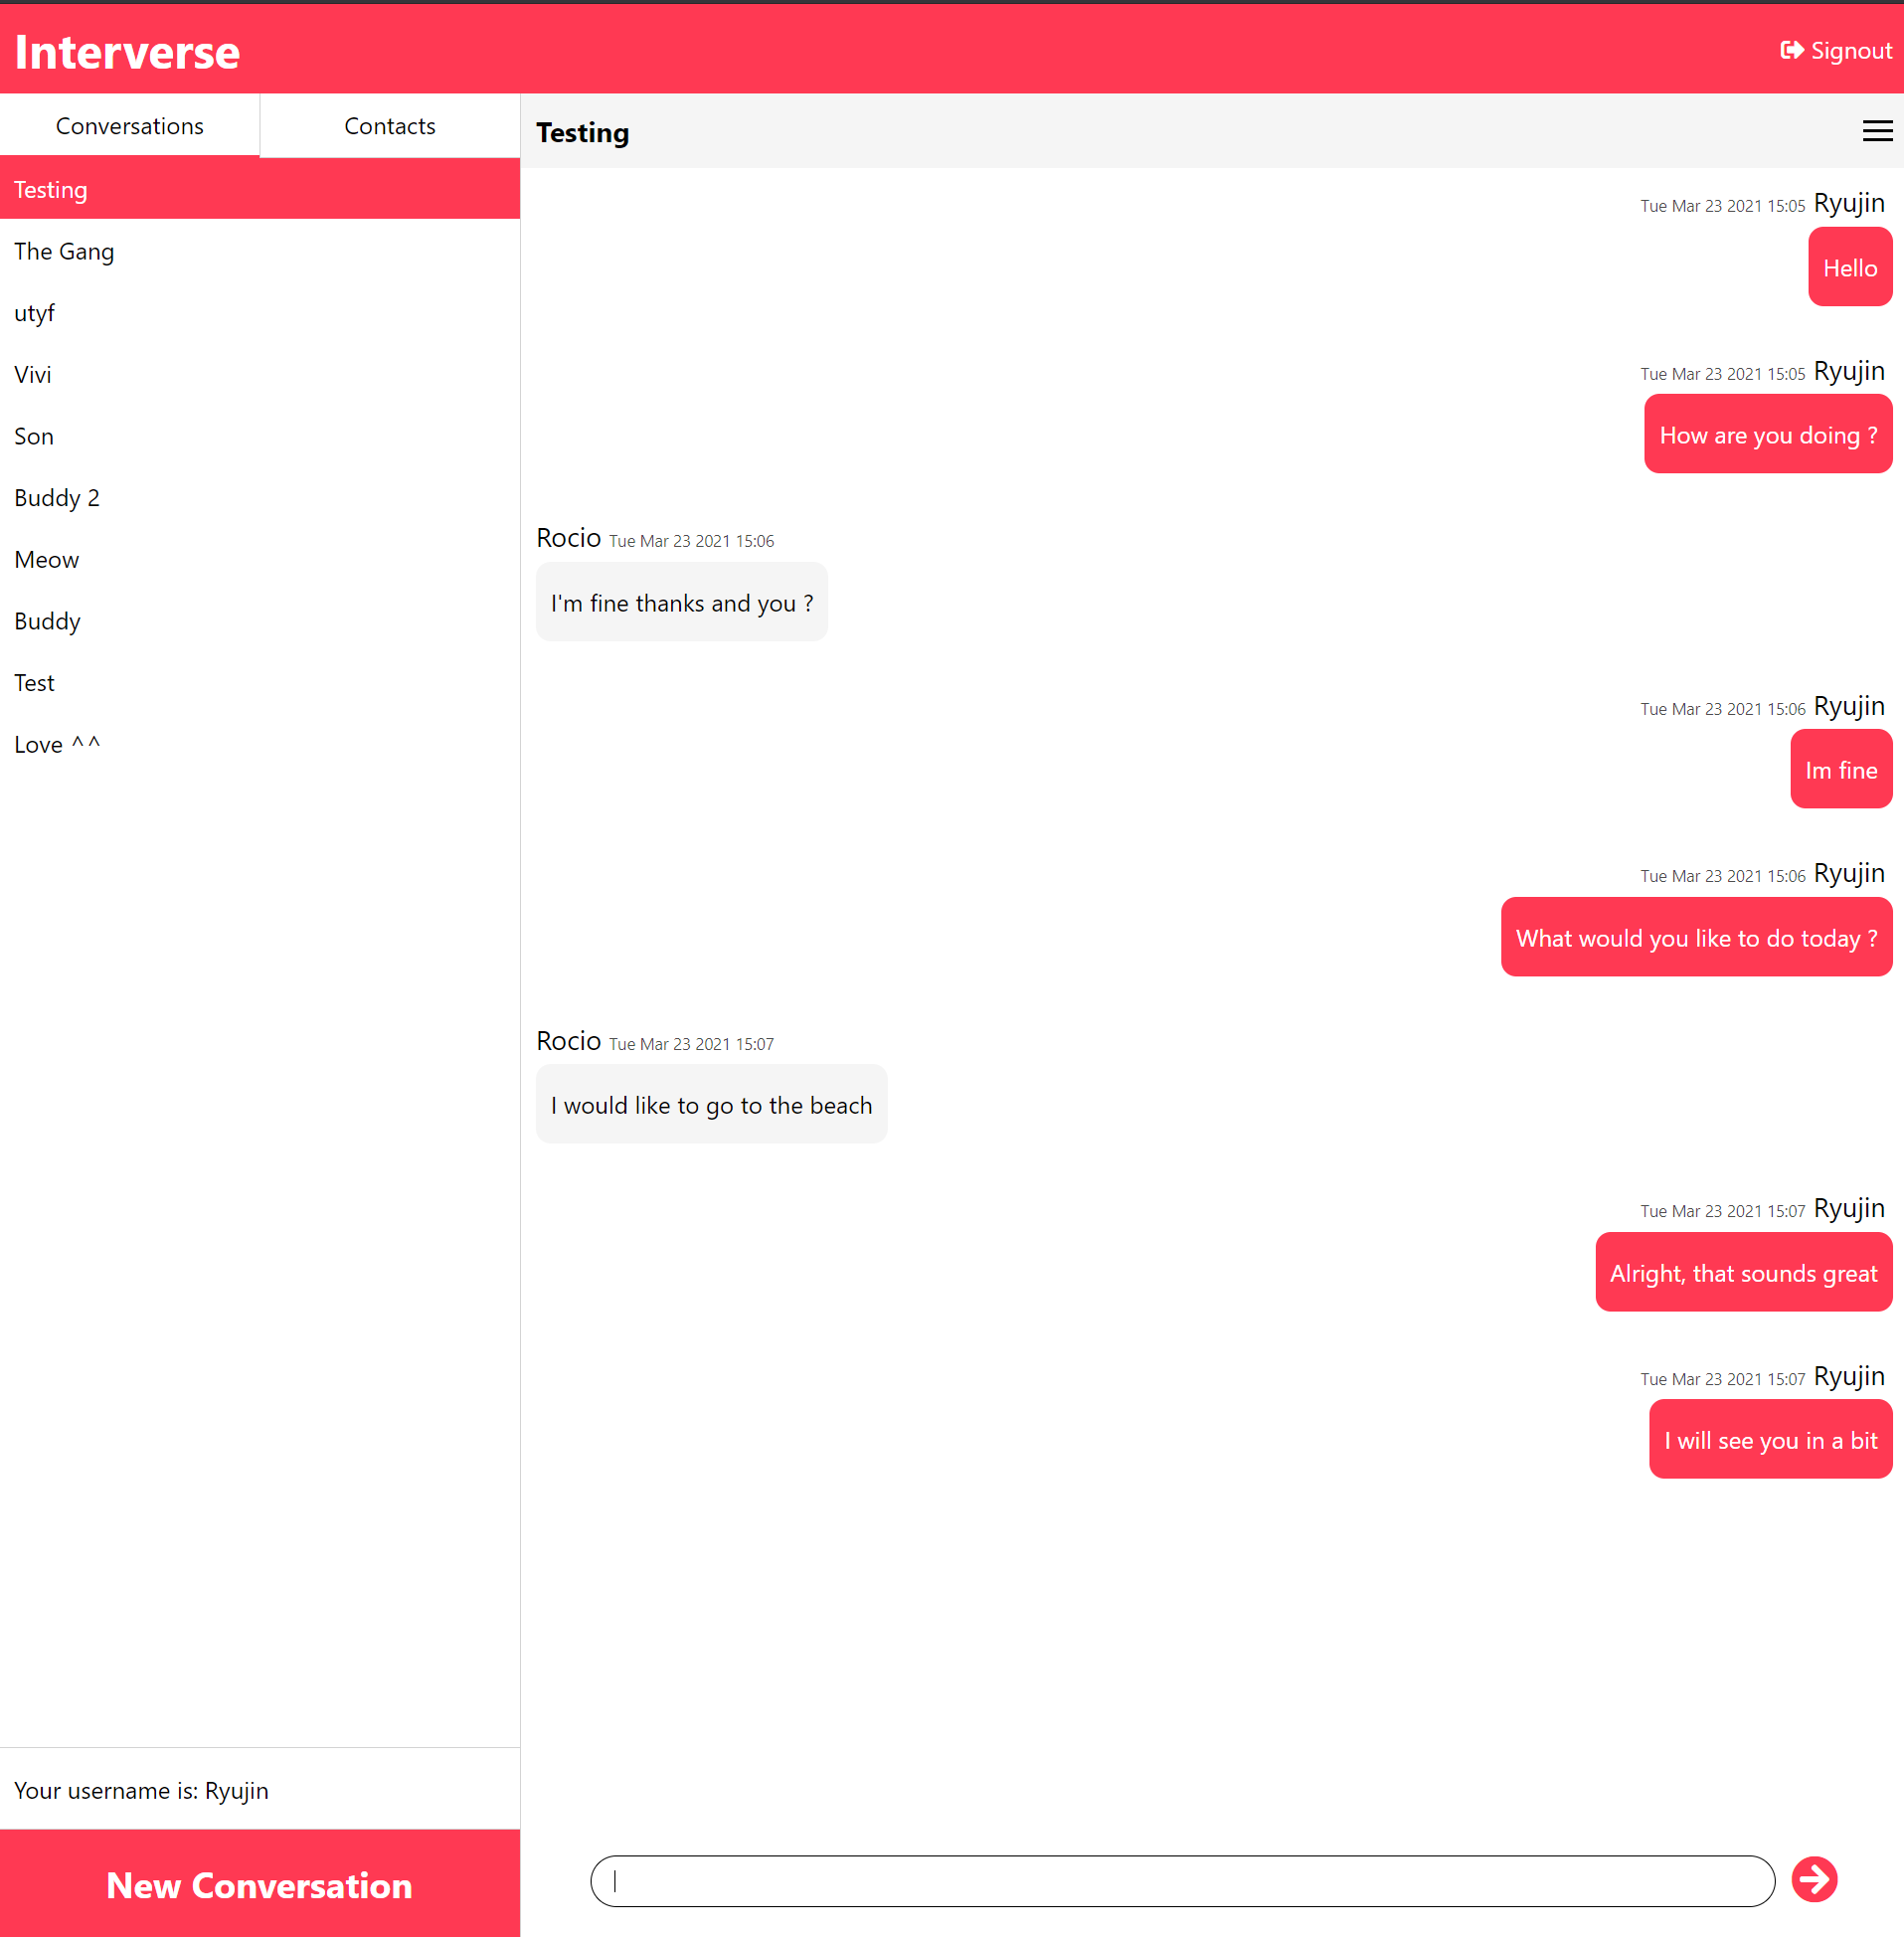 Interverse
Signout
Conversations
Contacts
Testing
The Gang
utyf
Vivi
Son
Buddy 2
Meow
Buddy
Test
Love ^^
Your username is: Ryujin
New Conversation
Testing
Tue Mar 23 2021 15:05 Ryujin
Hello
Tue Mar 23 2021 15:05 Ryujin
How are you doing ?
Rocio Tue Mar 23 2021 15:06
I'm fine thanks and you ?
Tue Mar 23 2021 15:06 Ryujin
Im fine
Tue Mar 23 2021 15:06 Ryujin
What would you like to do today ?
Rocio Tue Mar 23 2021 15:07
I would like to go to the beach
Tue Mar 23 2021 15:07 Ryujin
Alright, that sounds great
Tue Mar 23 2021 15:07 Ryujin
I will see you in a bit